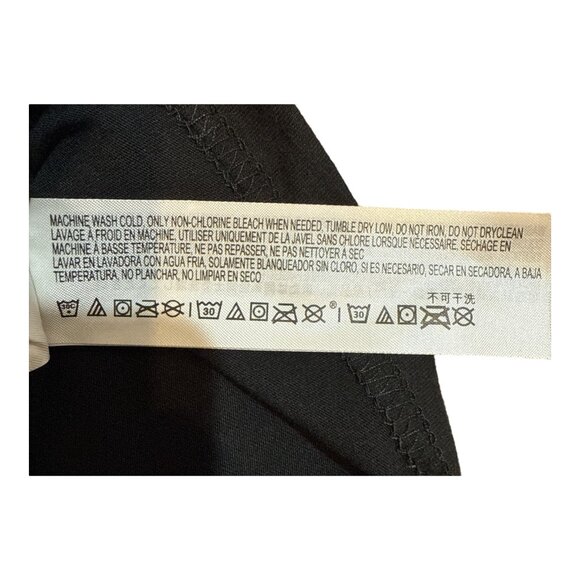 MACHINE WASH COLD, ONLY NON-CHLORINE BLEACH WHEN NEEDED, TUMBLE DRY LOW, DO NOT IRON, DO NOT DRYCLEAN
LAVAGE À FROID EN MACHINE. UTILISER UNIQUEMENT DE LA JAVEL SANS CHLORE LORSQUE NÉCESSAIRE. SÉCHAGE EN
MACHINE À BASSE TEMPÉRATURE. NE PAS REPASSER. NE PAS NETTOYER A SEC
LAVAR EN LAVADORA CON AGUA FRIA, SOLAMENTE BLANQUEADOR SIN CLORO, SI ES NECESARIO, SECAR EN SECADORA, A BAJA
TEMPERATURA, NO PLANCHAR, NO LIMPIAR EN SECO
不可干洗
30 ® 30